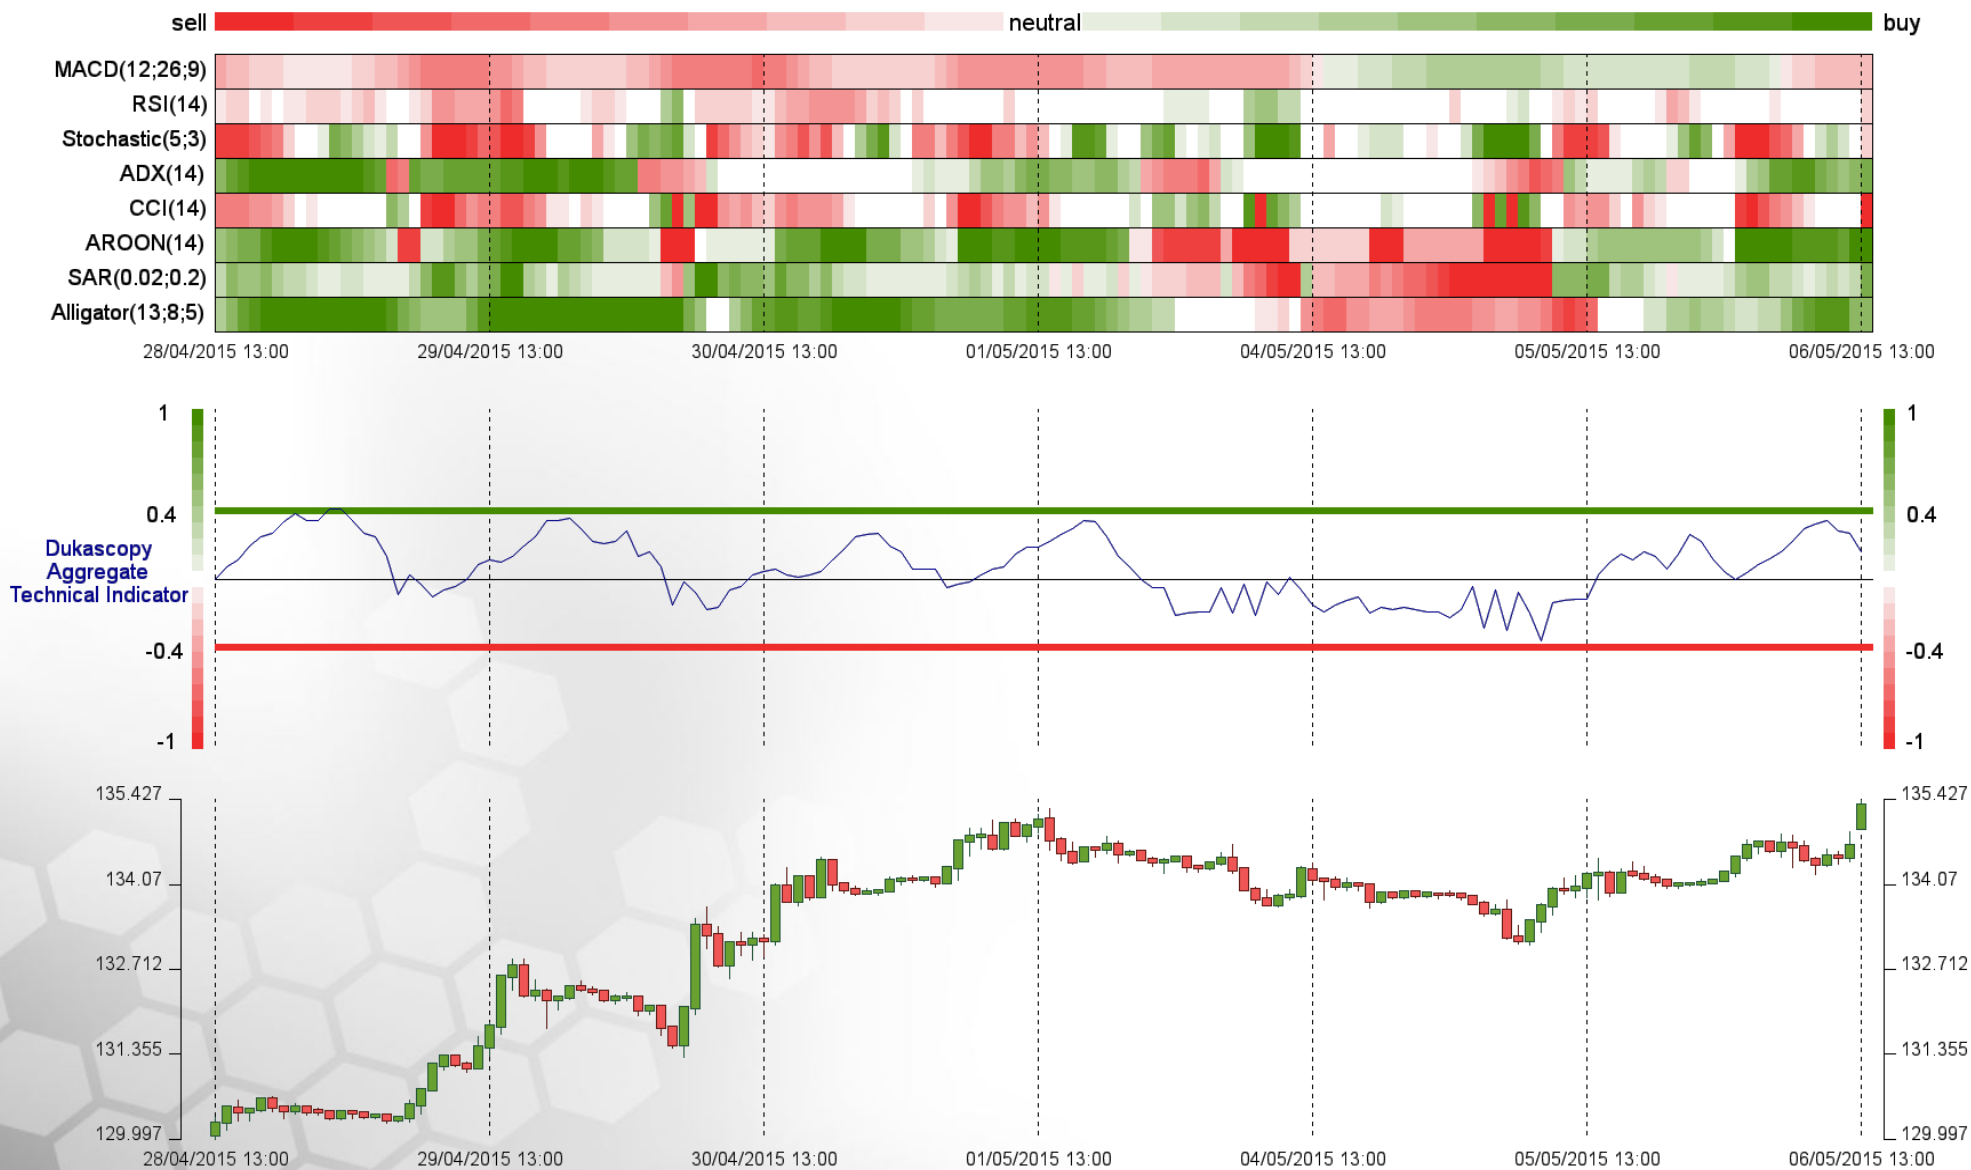 sell neutral buy
MACD(12;26;9)
RSI(14)
Stochastic(5;3)
ADX(14)
CCI(14)
AROON(14)
SAR(0.02;0.2)
Alligator(13;8;5)
28/04/2015 13:00 29/04/2015 13:00 30/04/2015 13:00 01/05/2015 13:00 04/05/2015 13:00 05/05/2015 13:00 06/05/2015 13:00
1 1
0.4 0.4
Dukascopy
Aggregate
Technical Indicator
-0.4 -0.4
-1 -1
135.427 135.427
134.07 134.07
132.712 132.712
131.355 131.355
129.997 129.997
28/04/2015 13:00 29/04/2015 13:00 30/04/2015 13:00 01/05/2015 13:00 04/05/2015 13:00 05/05/2015 13:00 06/05/2015 13:00